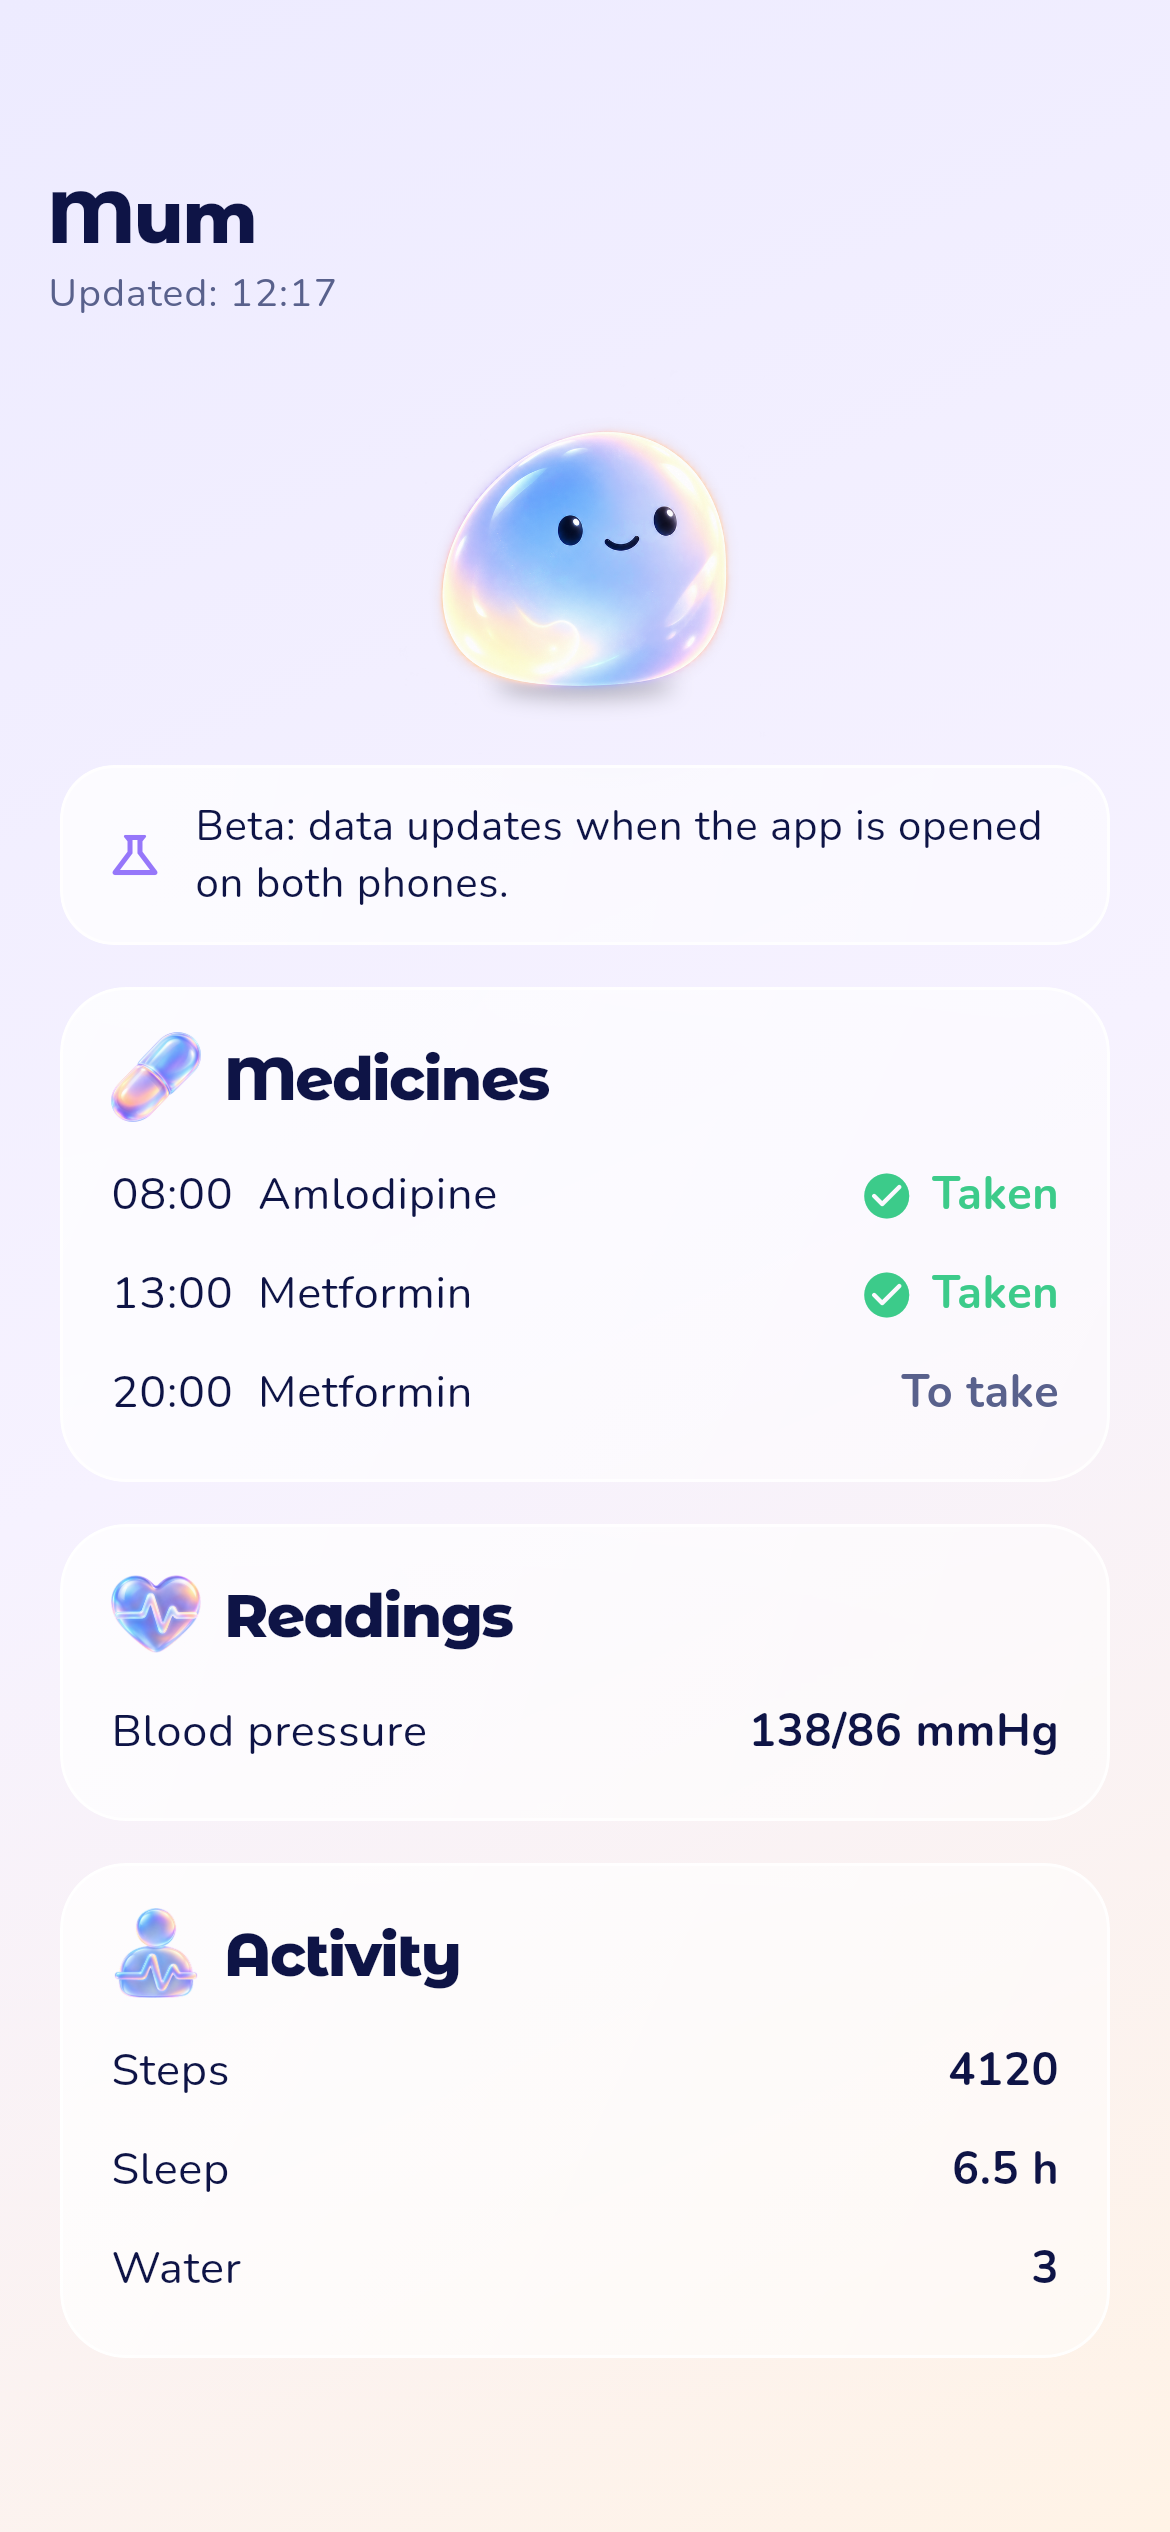 Mum
Updated: 12:17
Beta: data updates when the app is opened
on both phones.
Medicines
08:00 Amlodipine Taken
13:00 Metformin Taken
20:00 Metformin To take
Readings
Blood pressure 138/86 mmHg
Activity
Steps 4120
Sleep 6.5 h
Water 3